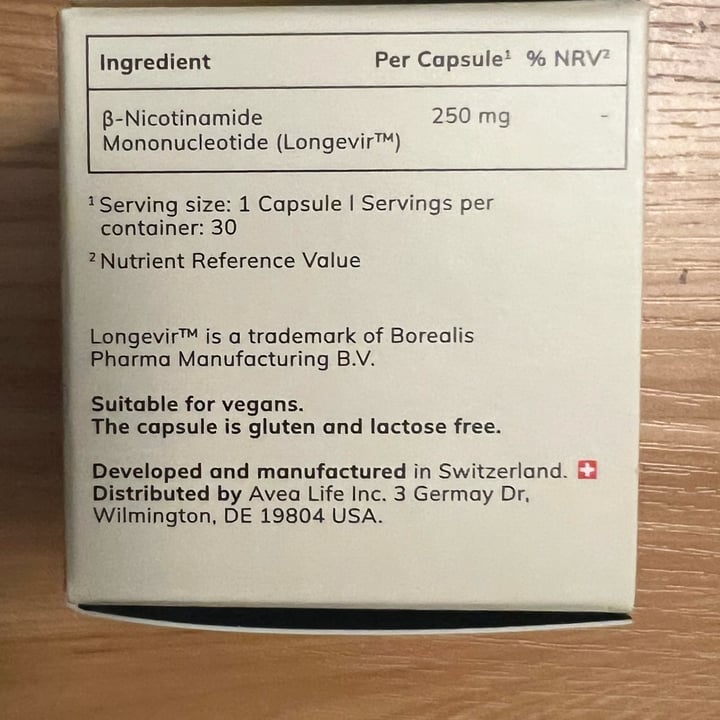 Ingredient Per Capsule¹ % NRV²
β-Nicotinamide 250 mg -
Mononucleotide (Longevir™)
¹ Serving size: 1 Capsule | Servings per
container: 30
² Nutrient Reference Value
Longevir™ is a trademark of Borealis
Pharma Manufacturing B.V.
Suitable for vegans.
The capsule is gluten and lactose free.
Developed and manufactured in Switzerland.
Distributed by Avea Life Inc. 3 Germay Dr,
Wilmington, DE 19804 USA.